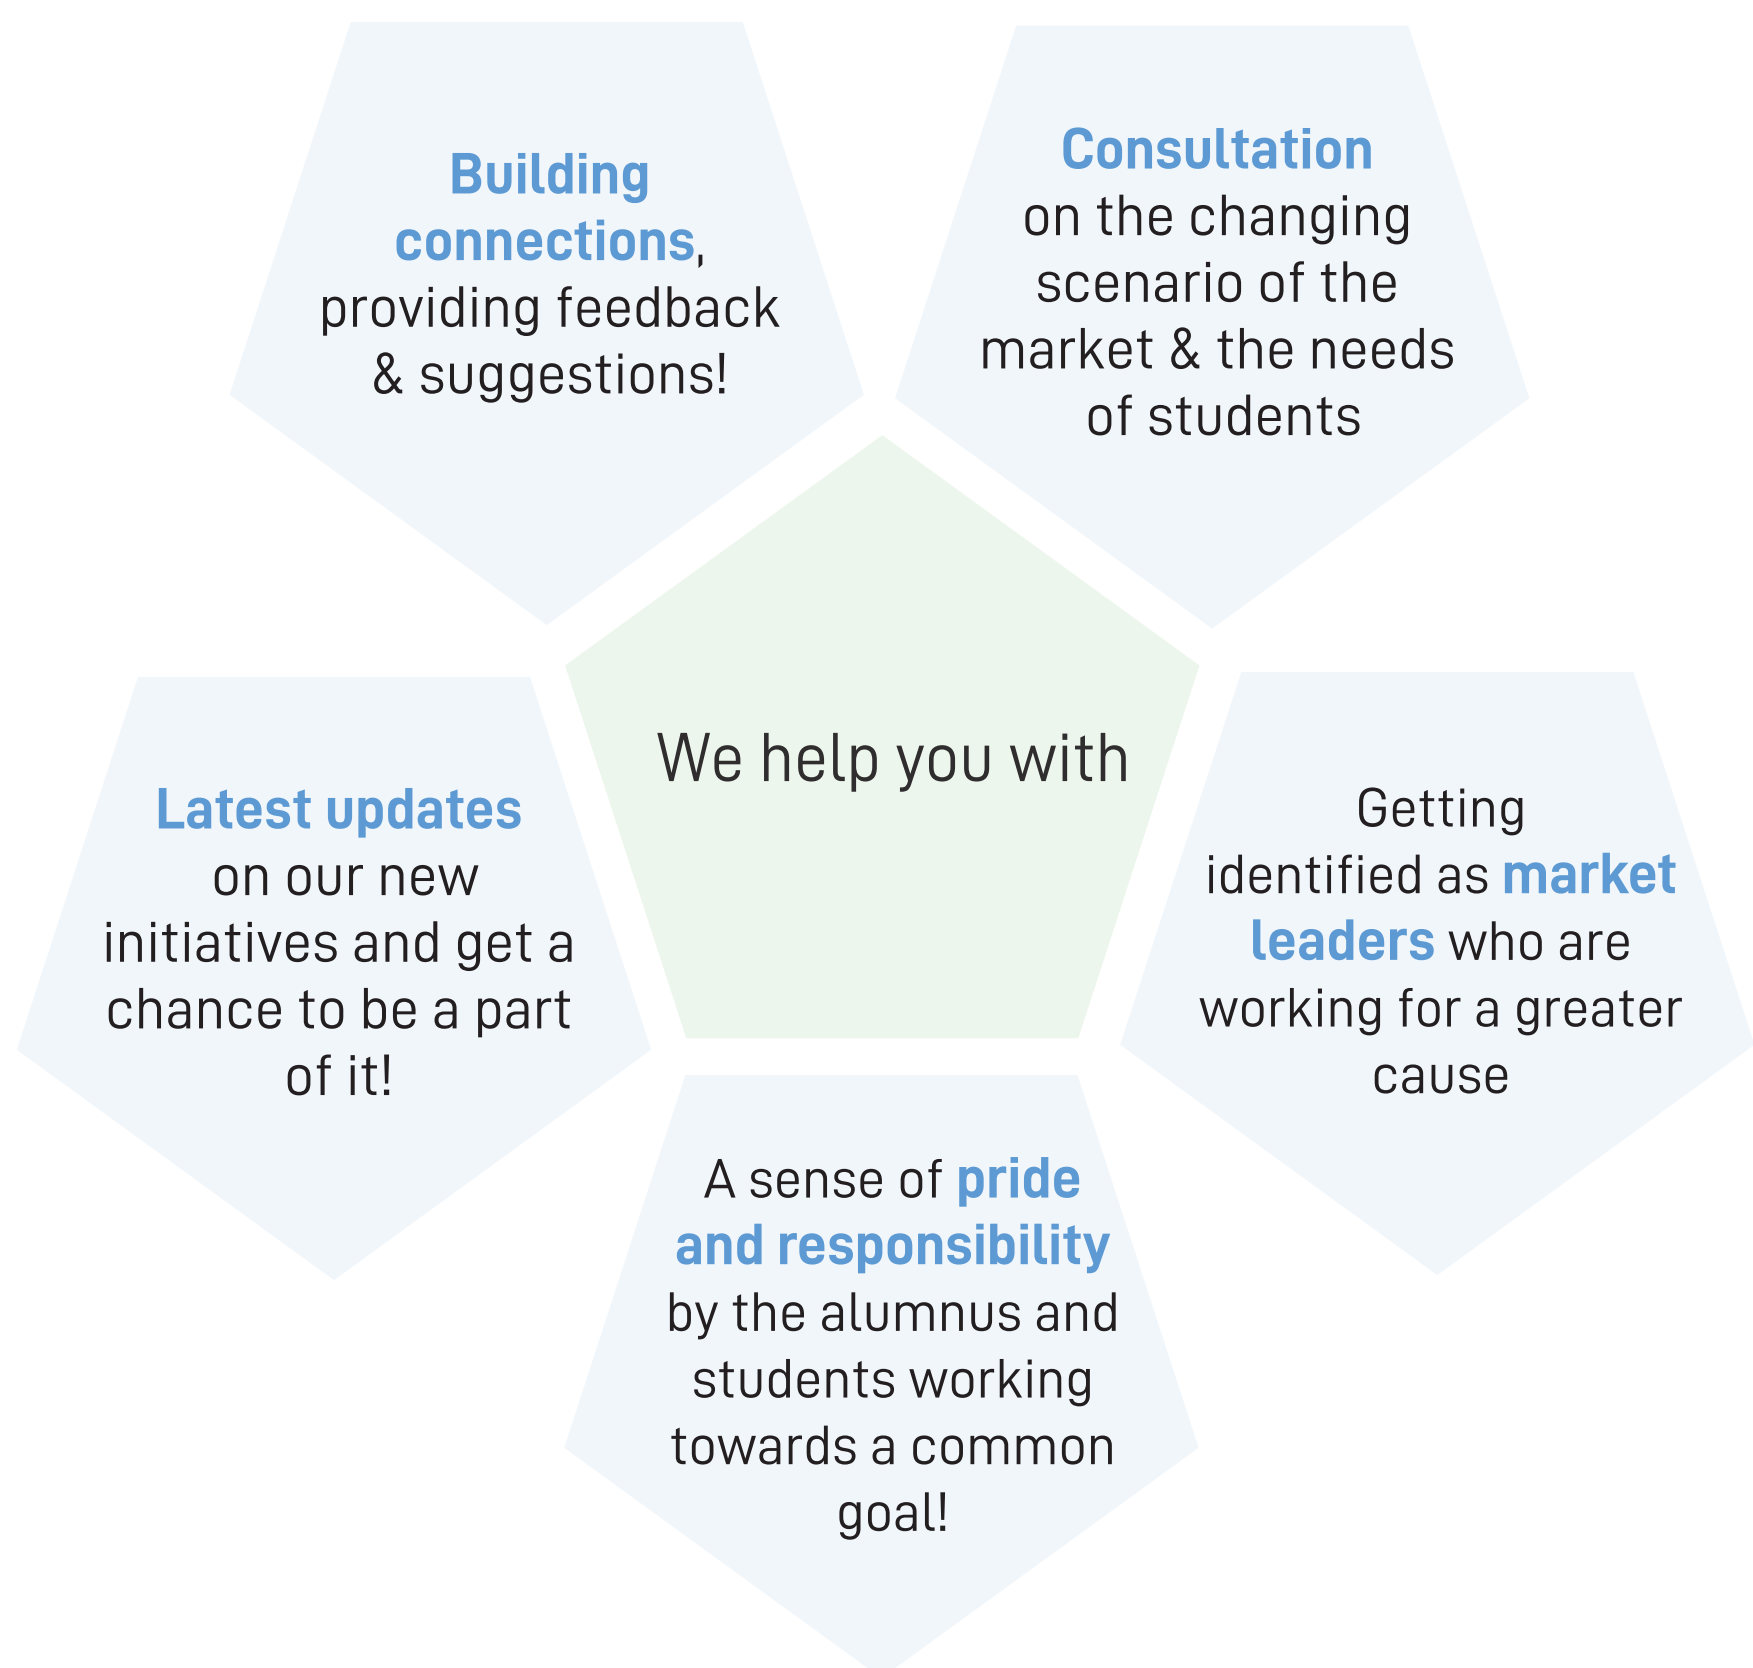 Building
connections,
providing feedback
& suggestions!
Consultation
on the changing
scenario of the
market & the needs
of students
We help you with
Latest updates
on our new
initiatives and get a
chance to be a part
of it!
Getting
identified as market
leaders who are
working for a greater
cause
A sense of pride
and responsibility
by the alumnus and
students working
towards a common
goal!